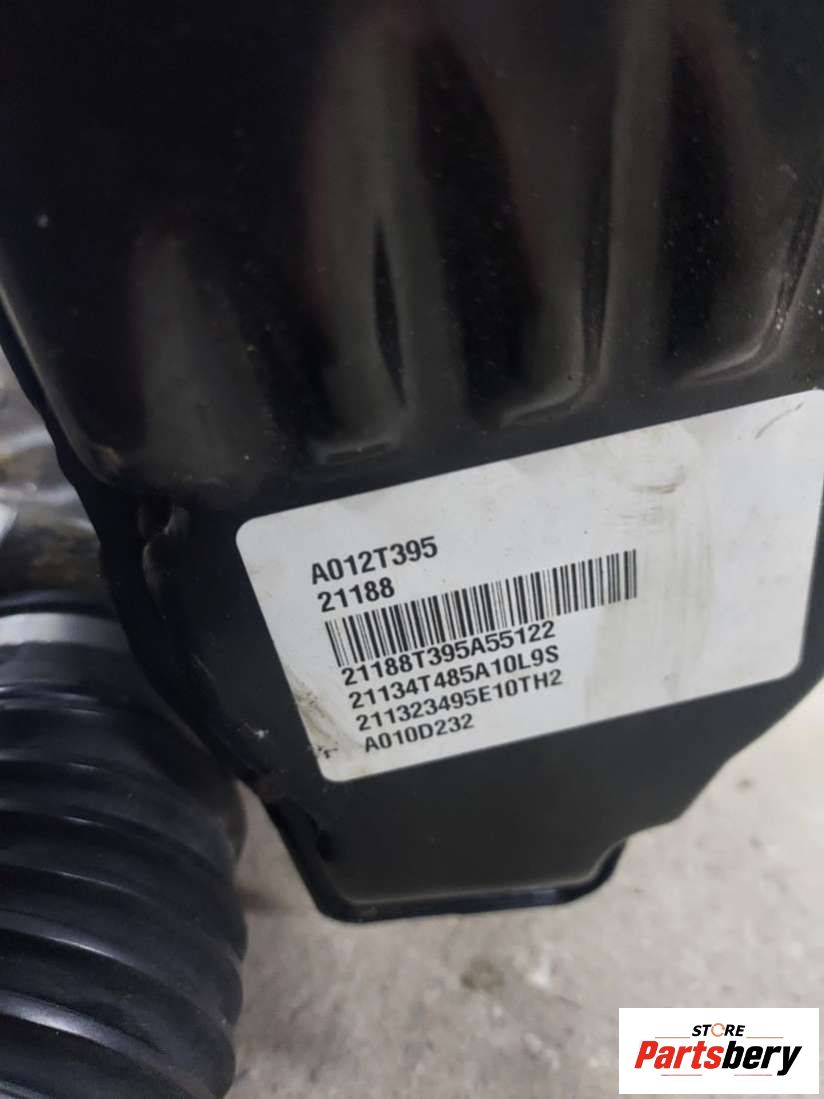 A012T395
21188
21188T395A55122
21134T485A10L9S
211323495E10TH2
A010D232
STORE
Partsbery